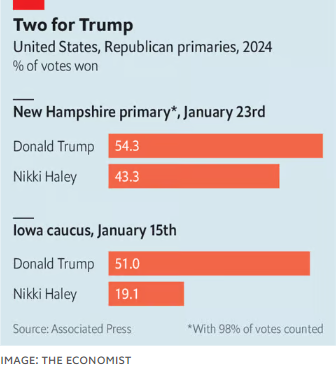 Two for Trump
United States, Republican primaries, 2024
% of votes won
New Hampshire primary*, January 23rd
Donald Trump 54.3
Nikki Haley 43.3
Iowa caucus, January 15th
Donald Trump 51.0
Nikki Haley 19.1
Source: Associated Press *With 98% of votes counted
IMAGE: THE ECONOMIST